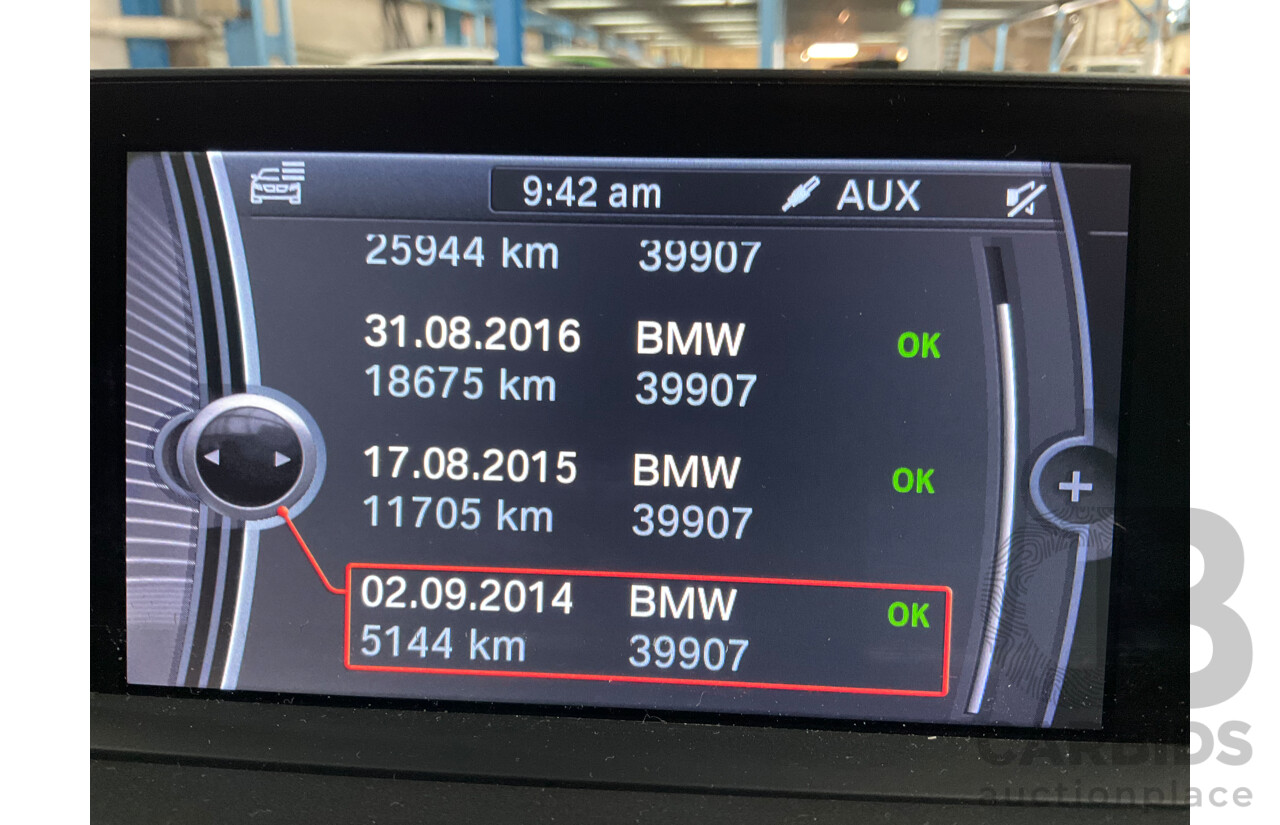 9:42 am AUX
25944 km 39907
31.08.2016 BMW OK
18675 km 39907
17.08.2015 BMW OK
11705 km 39907
02.09.2014 BMW OK
5144 km 39907
+
CARBIDS
auctionplace